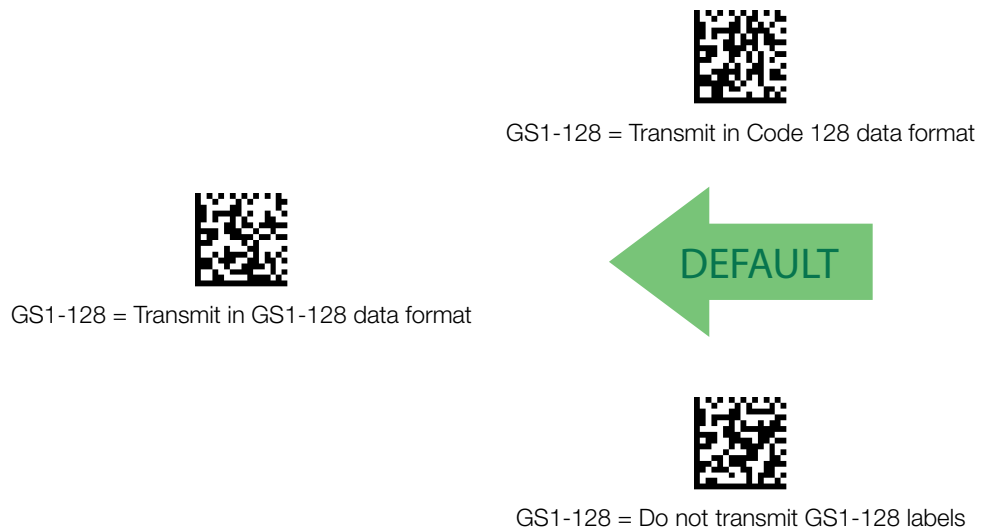 GS1-128 = Transmit in Code 128 data format
DEFAULT
GS1-128 = Transmit in GS1-128 data format
GS1-128 = Do not transmit GS1-128 labels